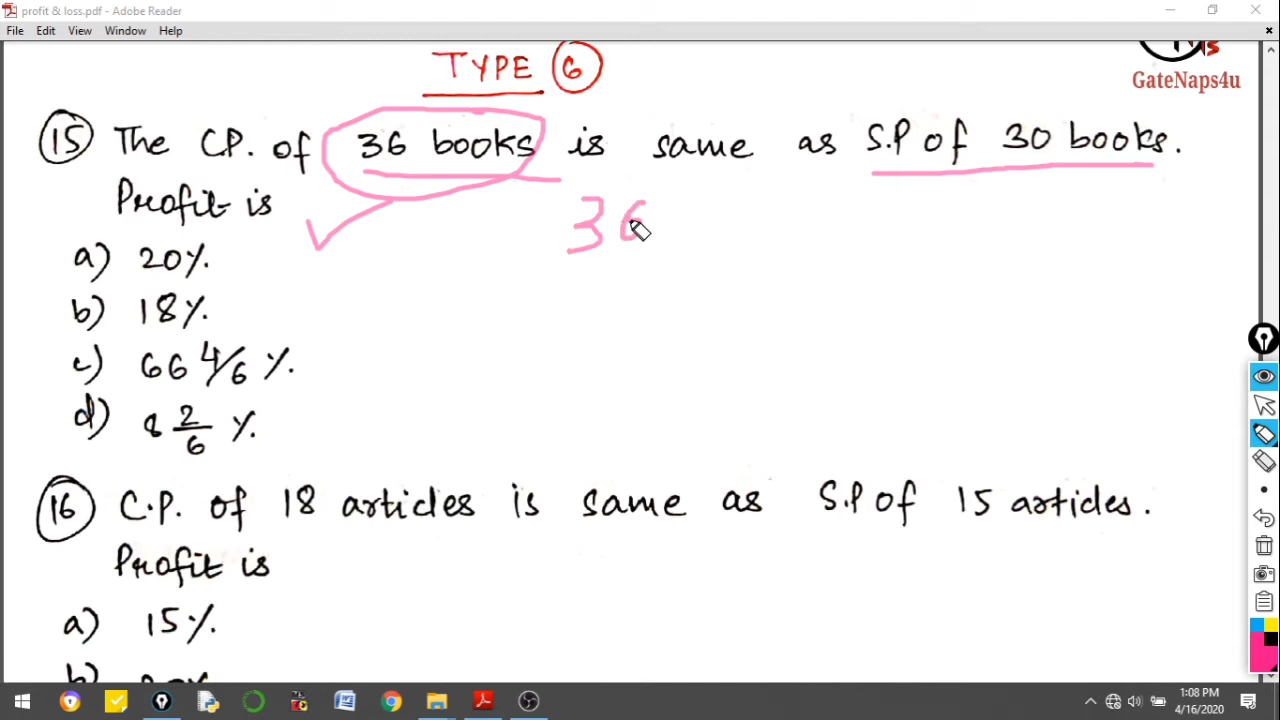 profit & loss.pdf - Adobe Reader
File Edit View Window Help
TYPE 6
GateNaps4u
15 The C.P. of 36 books is same as S.P of 30 books.
Profit is
36
a) 20%
b) 18%
c) 66 4/6 %
d) 8 2/6 %
16 C.P. of 18 articles is same as S.P of 15 articles.
Profit is
a) 15%
b)
1:08 PM
4/16/2020